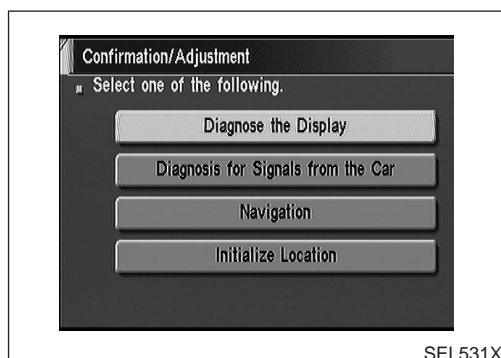 Confirmation/Adjustment
Select one of the following.
Diagnose the Display
Diagnosis for Signals from the Car
Navigation
Initialize Location
SEL531X